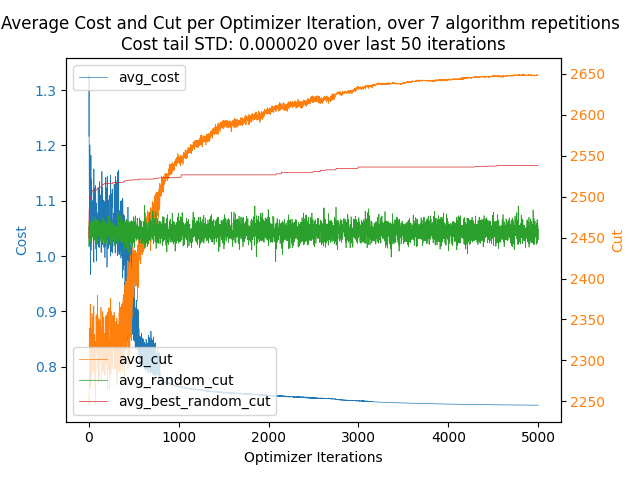 Average Cost and Cut per Optimizer Iteration, over 7 algorithm repetitions
Cost tail STD: 0.000020 over last 50 iterations
avg_cost
1.3
1.2
1.1
1.0
0.9
0.8
Cost
2650
2600
2550
2500
2450
2400
2350
2300
2250
Cut
avg_cut
avg_random_cut
avg_best_random_cut
0
1000
2000
3000
4000
5000
Optimizer Iterations